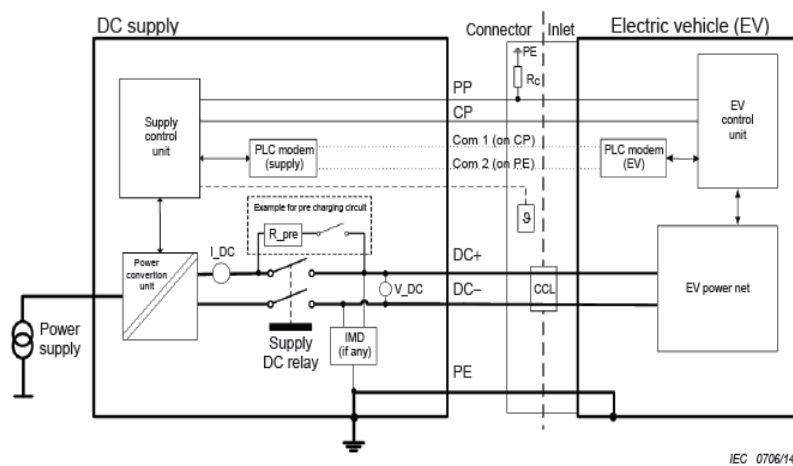 DC supply
Connector
Inlet
Electric vehicle (EV)
PE
Rc
PP
CP
Supply
control
unit
EV
control
unit
PLC modem
(supply)
Com 1 (on CP)
Com 2 (on PE)
PLC modem
(EV)
Example for pre charging circuit
R_pre
ϑ
I_DC
Power
convertion
unit
DC+
DC–
V_DC
CCL
EV power net
Power
supply
Supply
DC relay
IMD
(if any)
PE
IEC 0706/14